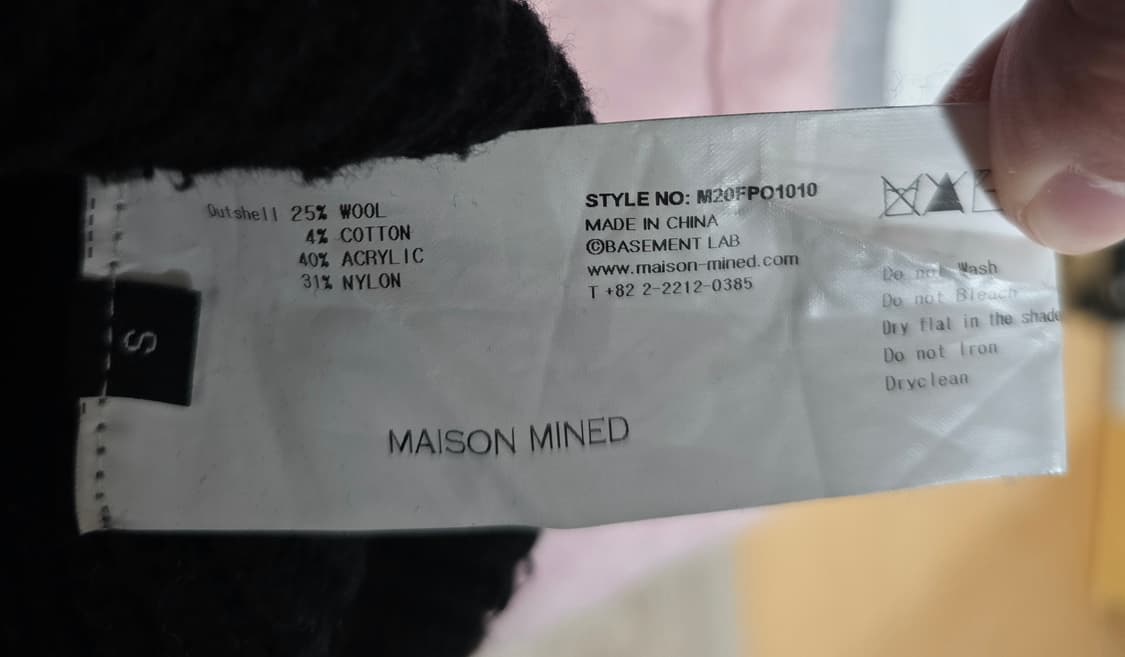 Outshell 25% WOOL
4% COTTON
40% ACRYLIC
31% NYLON
S
STYLE NO: M20FPO1010
MADE IN CHINA
©BASEMENT LAB
www.maison-mined.com
T +82 2-2212-0385
Do not Wash
Do not Bleach
Dry flat in the shade
Do not Iron
Dryclean
MAISON MINED